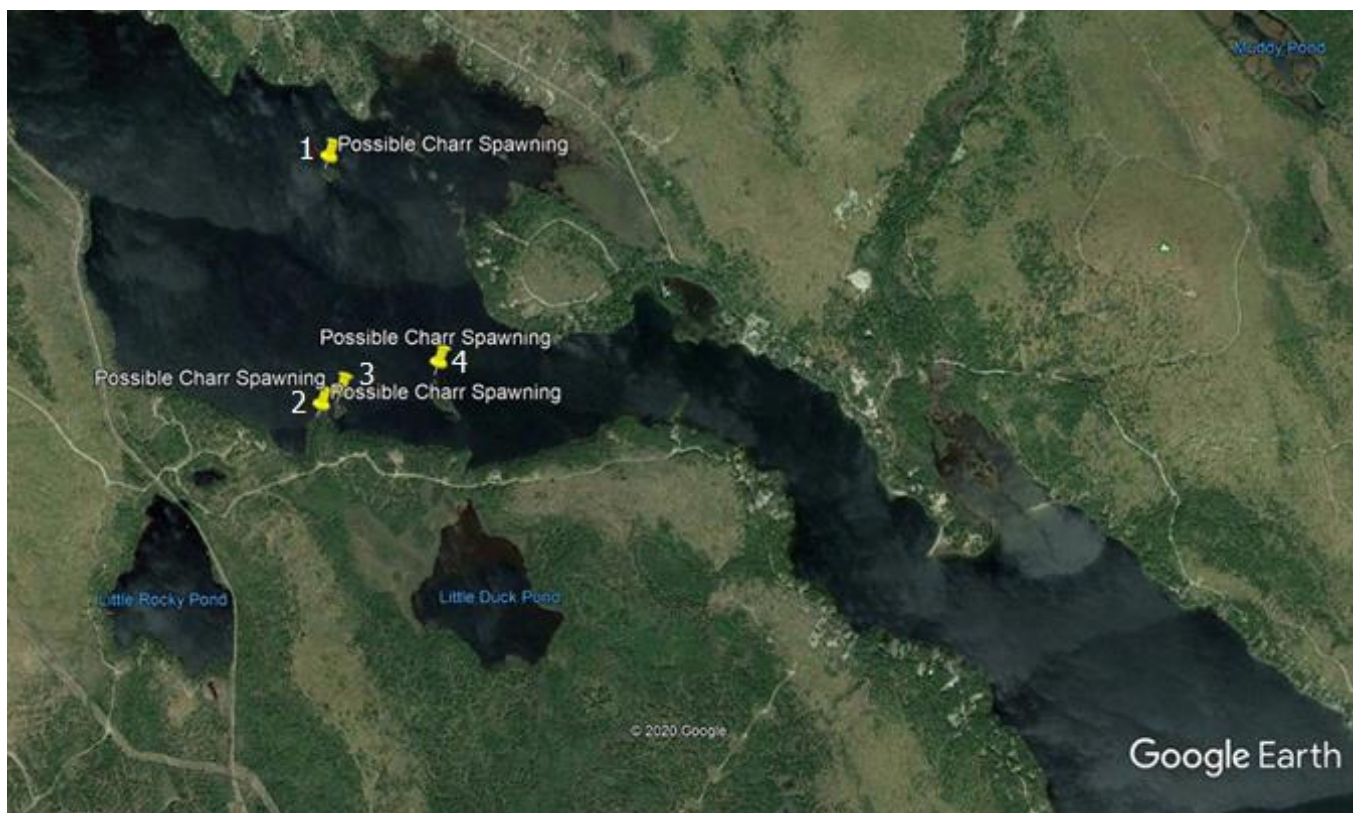 Muddy Pond
1 Possible Charr Spawning
Possible Charr Spawning
4
Possible Charr Spawning 3
2 Possible Charr Spawning
Little Rocky Pond
Little Duck Pond
© 2020 Google
Google Earth